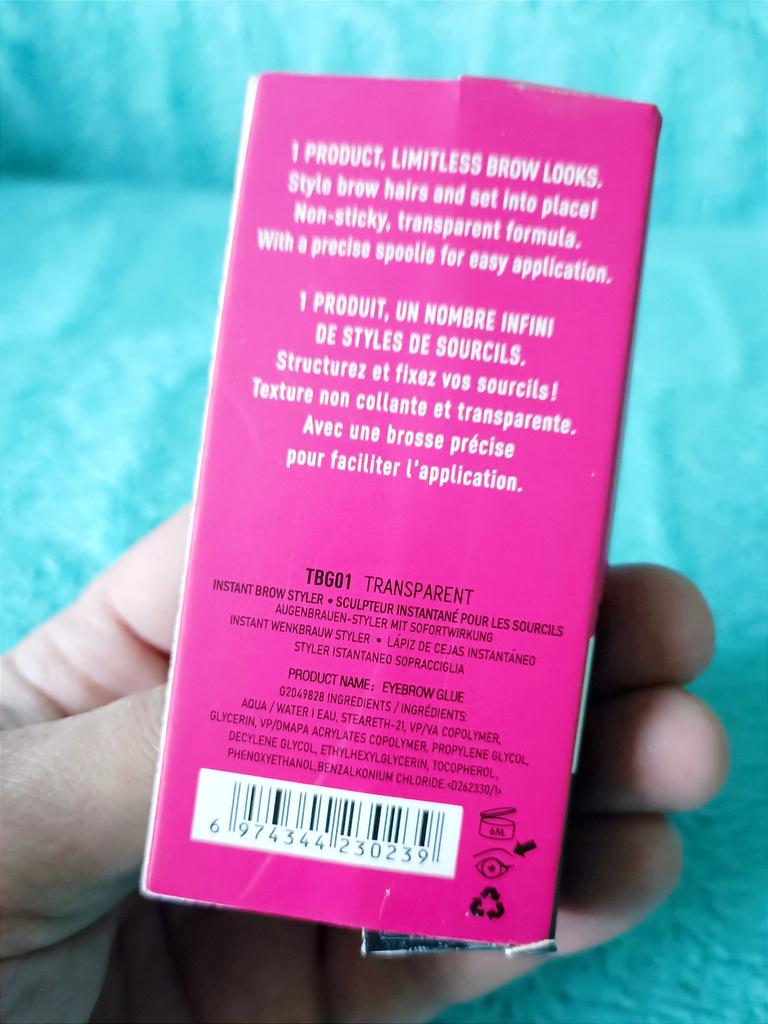 1 PRODUCT, LIMITLESS BROW LOOKS.
Style brow hairs and set into place!
Non-sticky, transparent formula.
With a precise spoolie for easy application.
1 PRODUIT, UN NOMBRE INFINI
DE STYLES DE SOURCILS.
Structurez et fixez vos sourcils!
Texture non collante et transparente.
Avec une brosse précise
pour faciliter l'application.
TBG01 TRANSPARENT
INSTANT BROW STYLER • SCULPTEUR INSTANTANÉ POUR LES SOURCILS
AUGENBRAUEN-STYLER MIT SOFORTWIRKUNG
INSTANT WENKBRAUW STYLER • LÁPIZ DE CEJAS INSTANTÁNEO
STYLER ISTANTANEO SOPRACCIGLIA
PRODUCT NAME: EYEBROW GLUE
G2049828 INGREDIENTS / INGRÉDIENTS:
AQUA / WATER / EAU, STEARETH-21, VP/VA COPOLYMER,
GLYCERIN, VP/DMAPA ACRYLATES COPOLYMER, PROPYLENE GLYCOL,
DECYLENE GLYCOL, ETHYLHEXYLGLYCERIN, TOCOPHEROL,
PHENOXYETHANOL,BENZALKONIUM CHLORIDE.<D262330/1>
6 974344 230239
6M